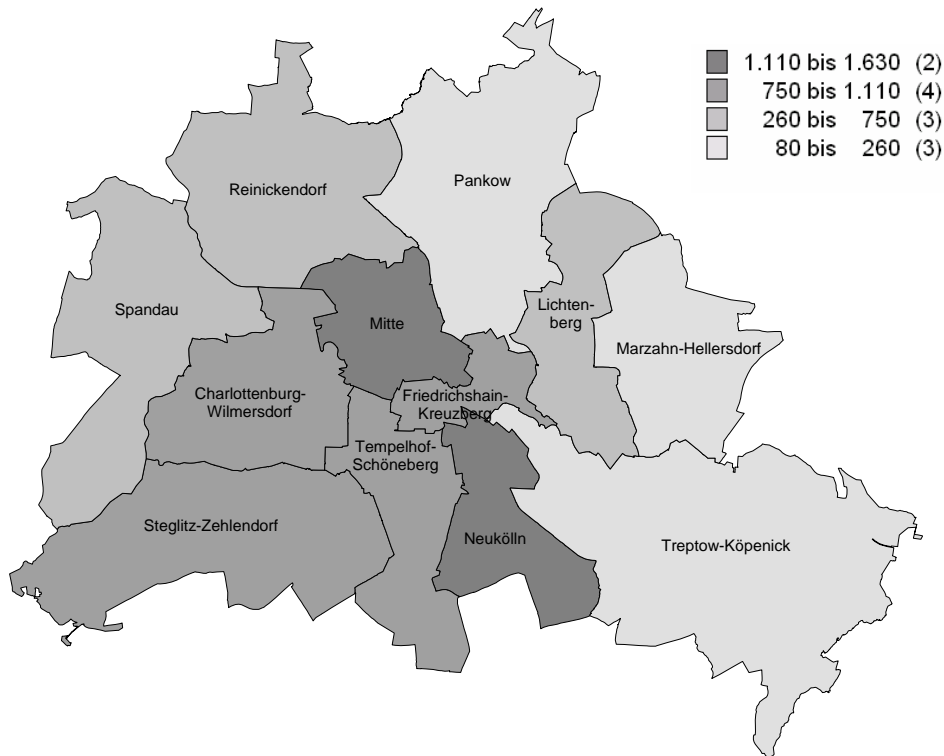 1.110 bis 1.630 (2)
750 bis 1.110 (4)
260 bis 750 (3)
80 bis 260 (3)
Pankow
Reinickendorf
Lichten-
berg
Spandau
Mitte
Marzahn-Hellersdorf
Charlottenburg-
Wilmersdorf
Friedrichshain-
Kreuzberg
Tempelhof-
Schöneberg
Steglitz-Zehlendorf
Neukölln
Treptow-Köpenick